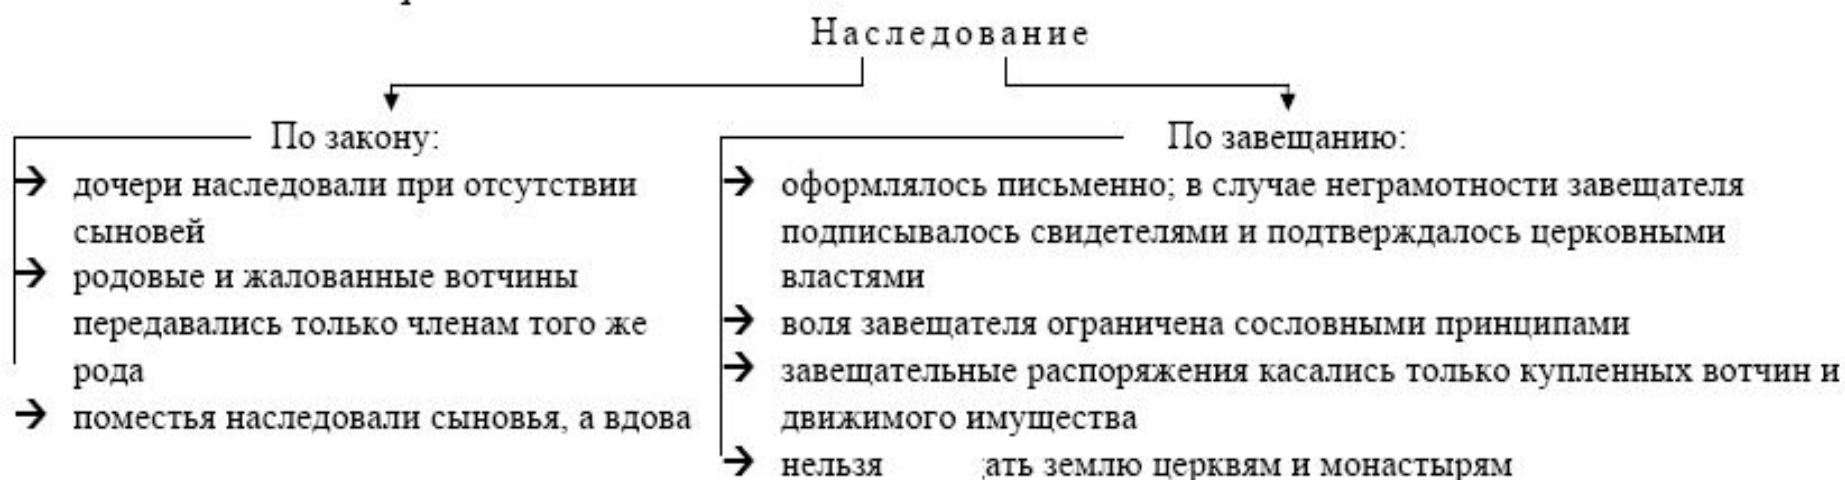 Наследование
По закону:
дочери наследовали при отсутствии
сыновей
родовые и жалованные вотчины
передавались только членам того же
рода
поместья наследовали сыновья, а вдова
По завещанию:
оформлялось письменно; в случае неграмотности завещателя
подписывалось свидетелями и подтверждалось церковными
властями
воля завещателя ограничена сословными принципами
завещательные распоряжения касались только купленных вотчин и
движимого имущества
нельзя землю церквям и монастырям